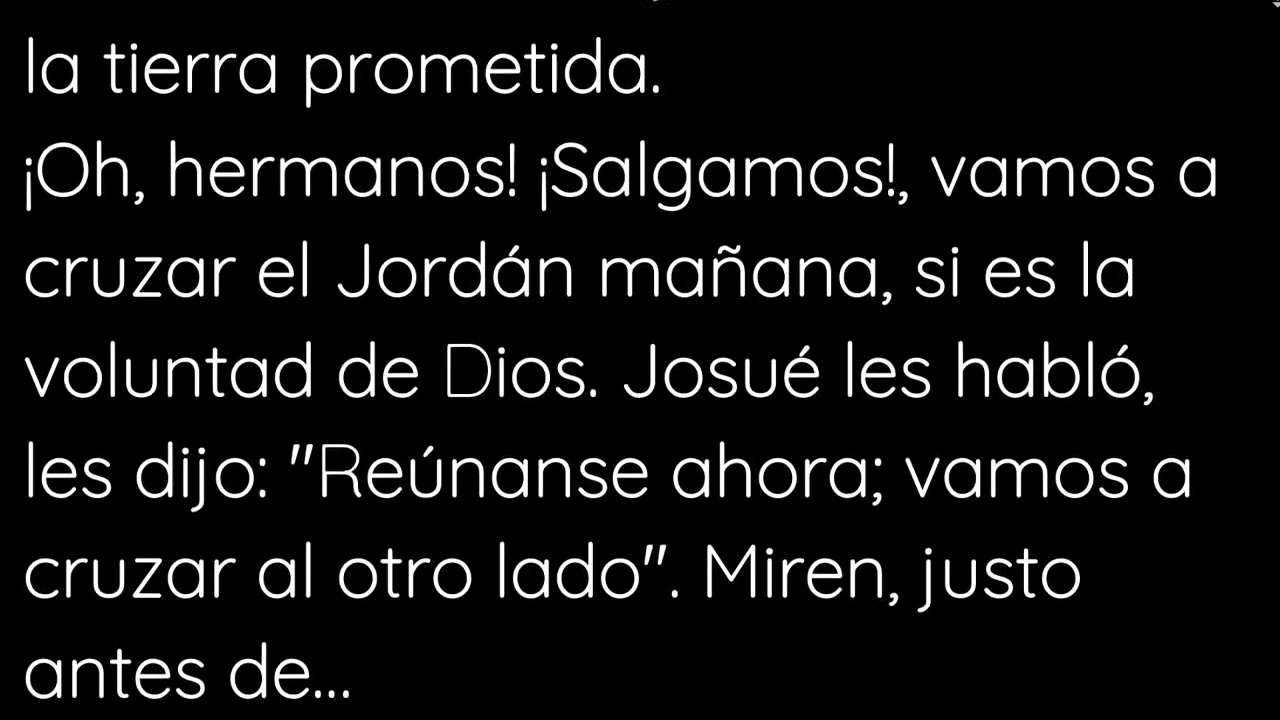 la tierra prometida.
¡Oh, hermanos! ¡Salgamos!, vamos a
cruzar el Jordán mañana, si es la
voluntad de Dios. Josué les habló,
les dijo: "Reúnanse ahora; vamos a
cruzar al otro lado". Miren, justo
antes de...